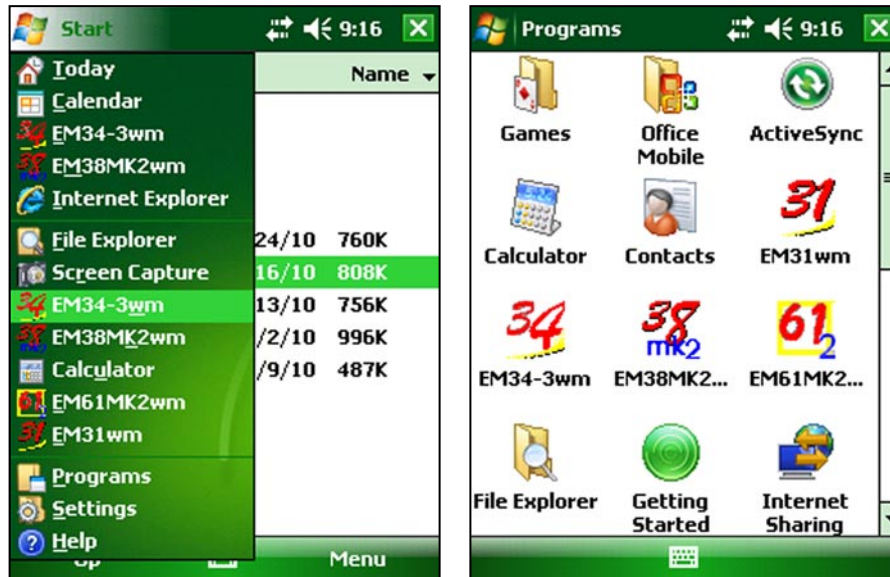 Start 9:16
Name
Today
Calendar
EM34-3wm
EM38MK2wm
Internet Explorer
File Explorer
24/10 760K
Screen Capture
16/10 808K
EM34-3wm
13/10 756K
EM38MK2wm
/2/10 996K
Calculator
/9/10 487K
EM61MK2wm
EM31wm
Programs
Settings
Help
Menu
Programs 9:16
Games
Office Mobile
ActiveSync
31
Calculator
Contacts
EM31wm
34
38 mk2
61 2
EM34-3wm
EM38MK2...
EM61MK2...
File Explorer
Getting Started
Internet Sharing